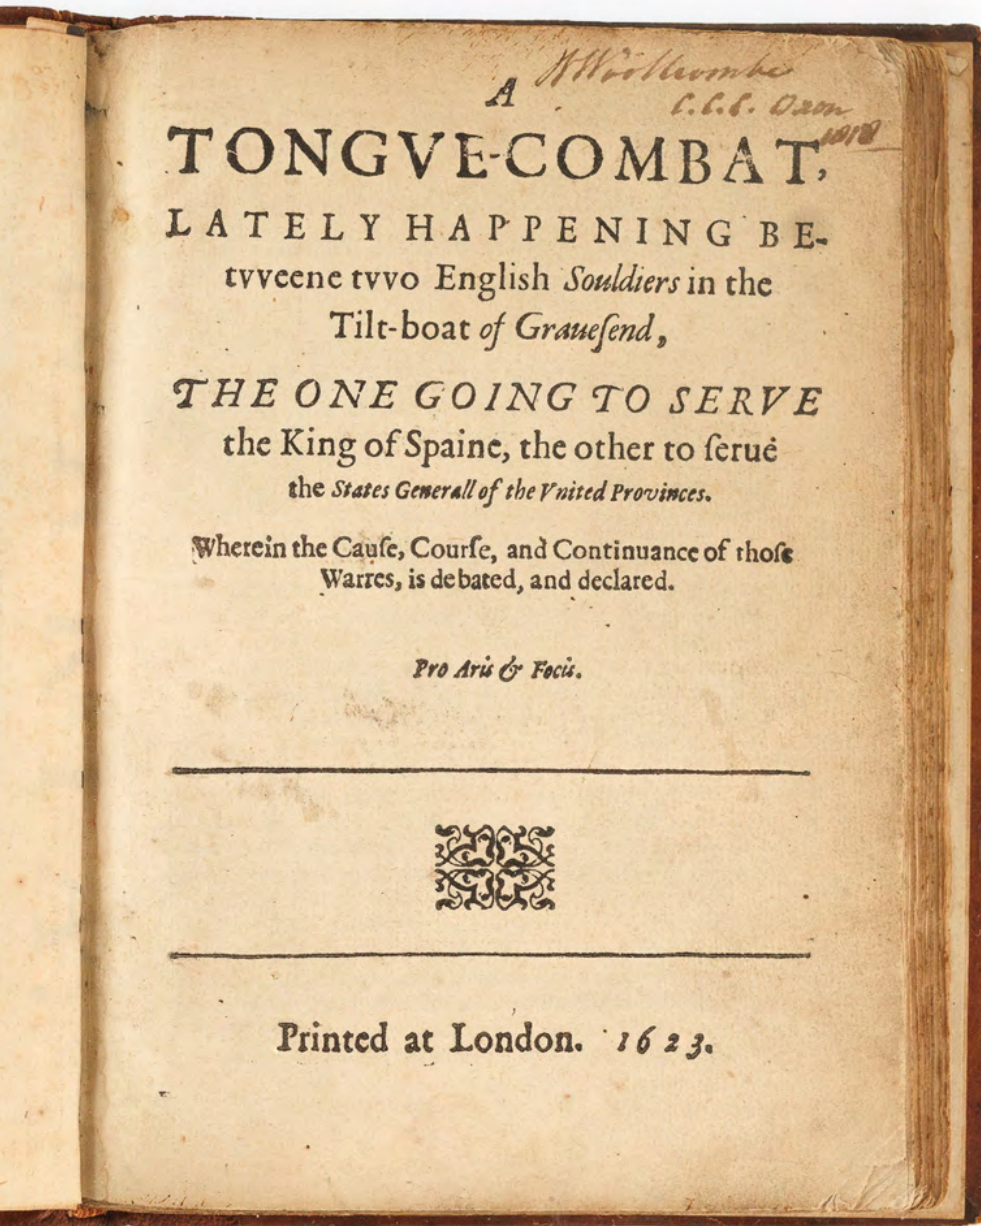 A
W Woollcombe
C.C.C. Oxon
TONGVE-COMBAT,
LATELY HAPPENING BE-
tvveene tvvo English Souldiers in the
Tilt-boat of Graueſend,
THE ONE GOING TO SERVE
the King of Spaine, the other to ſerue
the States Generall of the Vnited Provinces.
Wherein the Cauſe, Courſe, and Continuance of thoſe
Warres, is debated, and declared.
Pro Aris & Focis.
Printed at London. 1623.